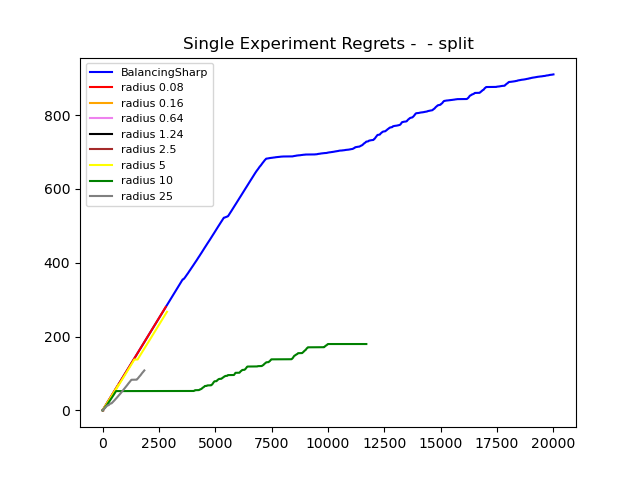 Single Experiment Regrets -  - split
BalancingSharp
radius 0.08
radius 0.16
radius 0.64
radius 1.24
radius 2.5
radius 5
radius 10
radius 25
800
600
400
200
0
0 2500 5000 7500 10000 12500 15000 17500 20000